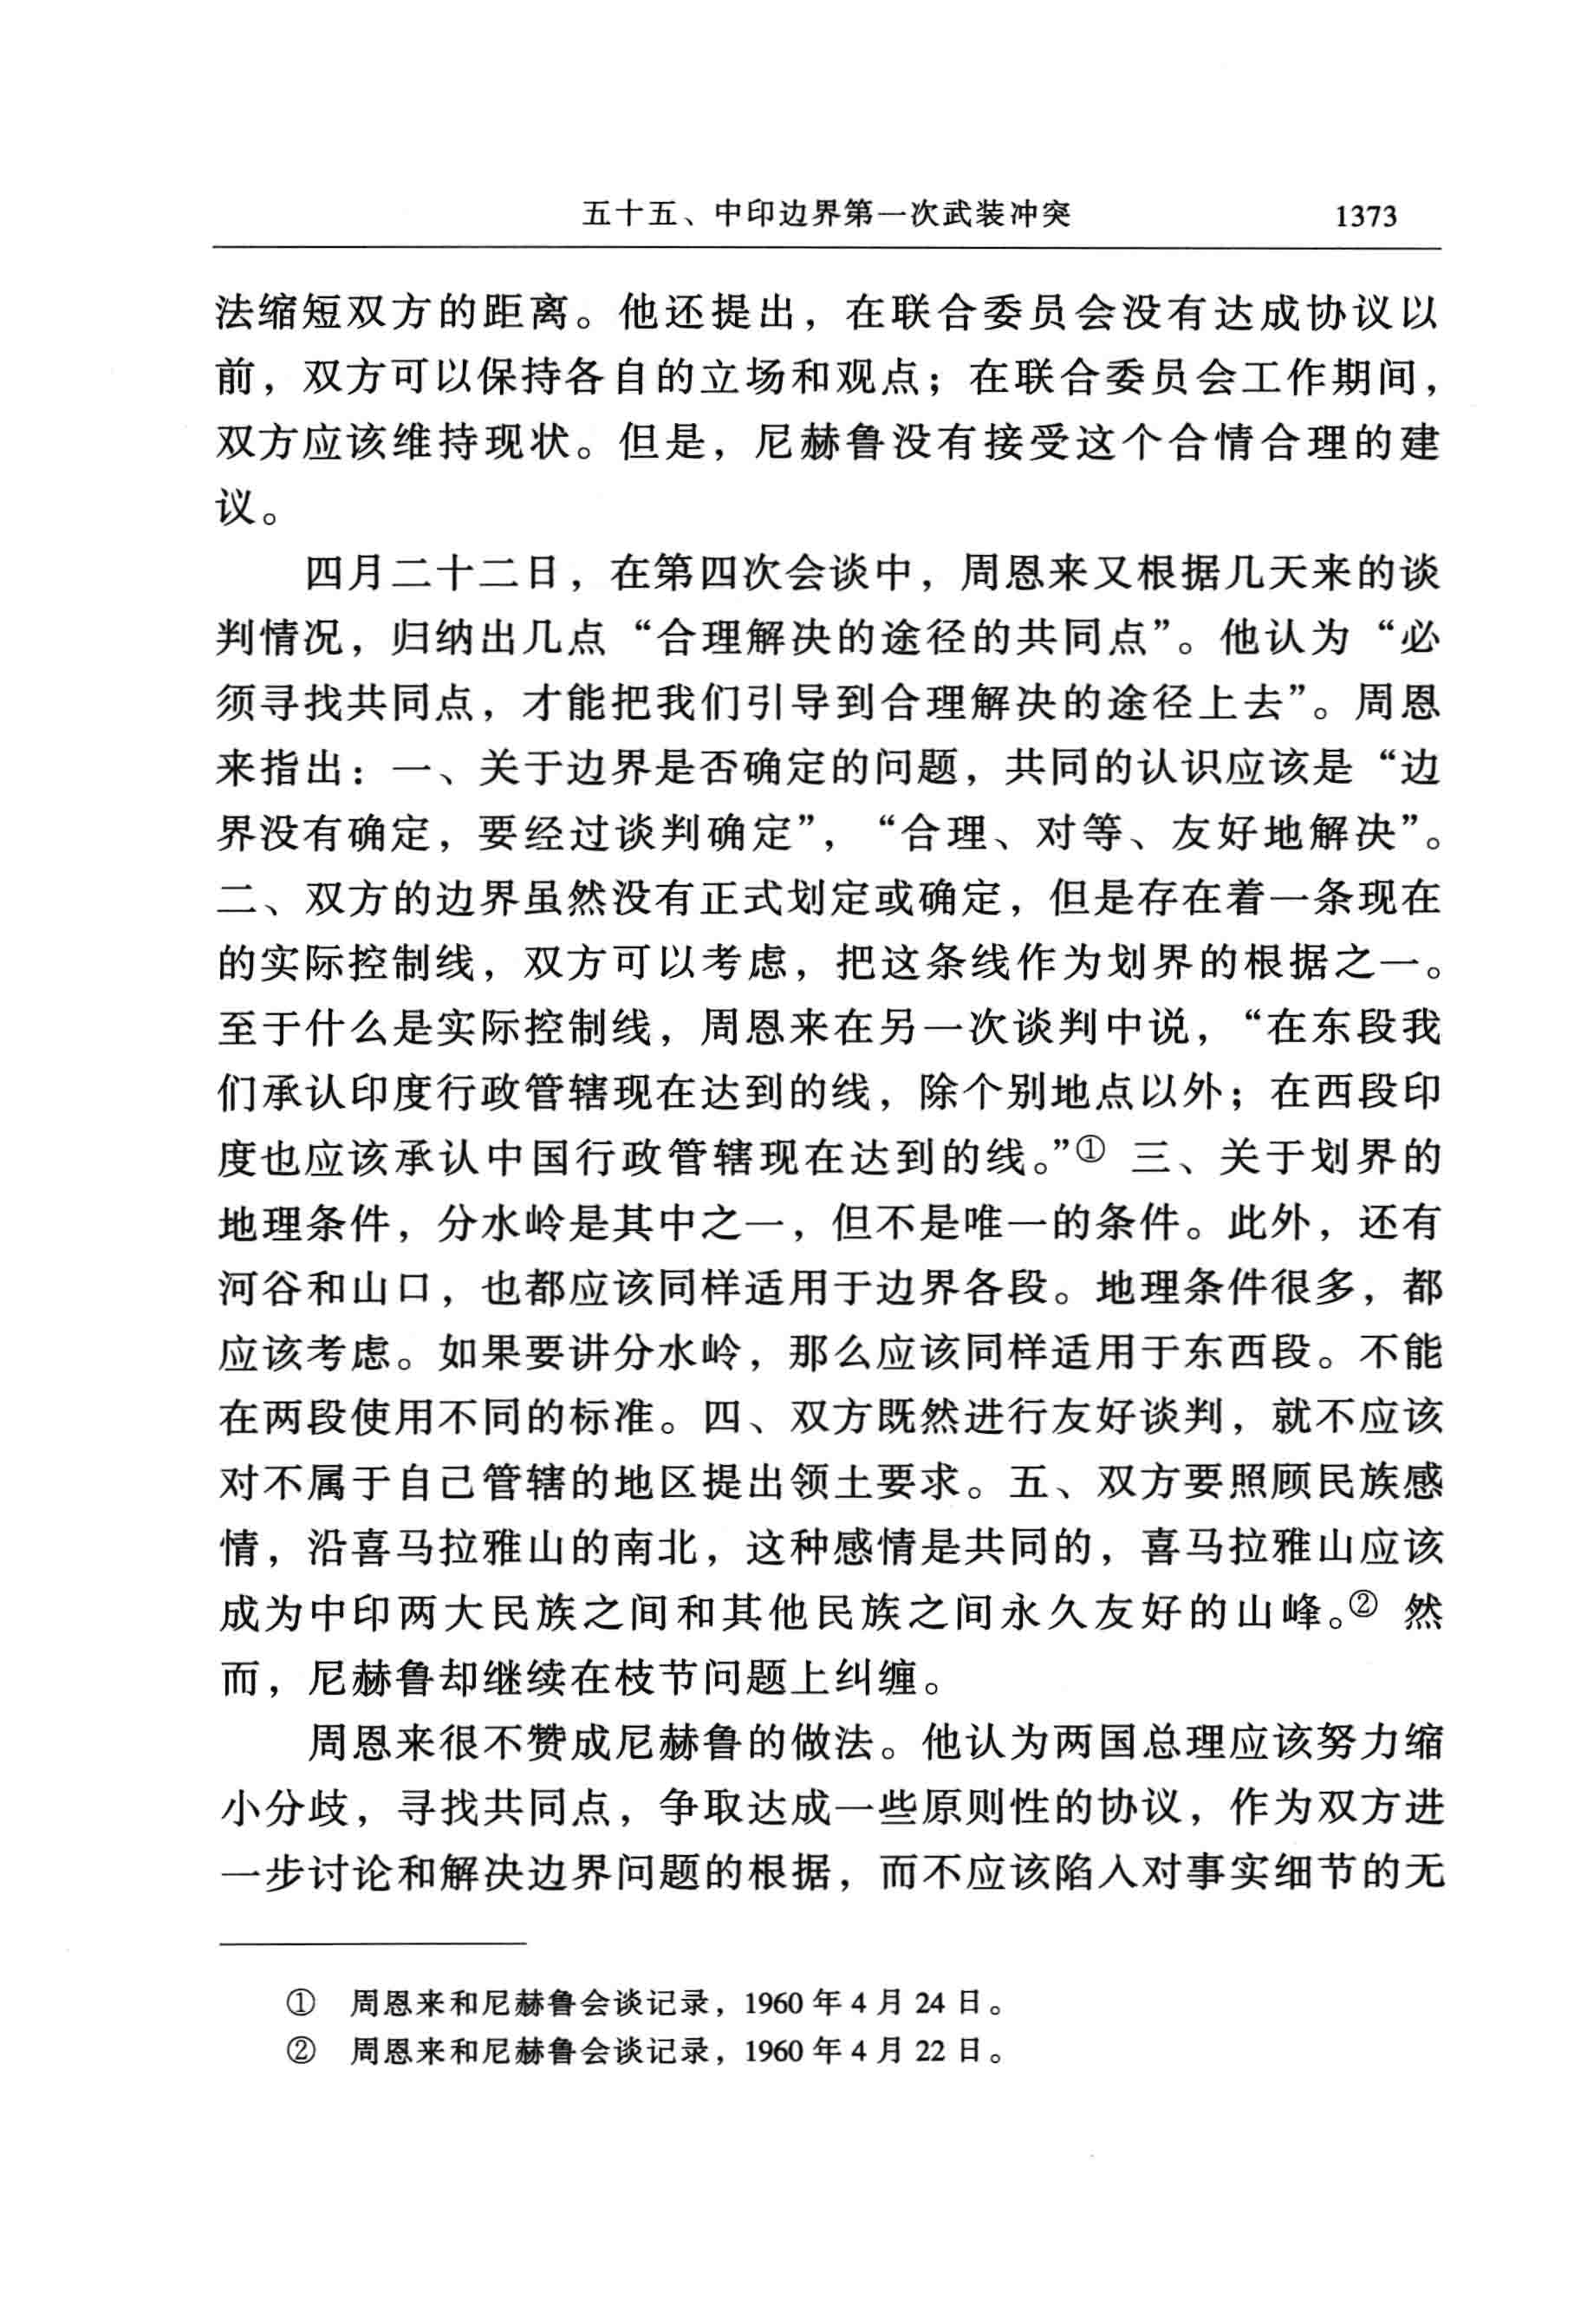 五十五、中印边界第一次武装冲突 1373
法缩短双方的距离。他还提出，在联合委员会没有达成协议以
前，双方可以保持各自的立场和观点；在联合委员会工作期间，
双方应该维持现状。但是，尼赫鲁没有接受这个合情合理的建
议。
四月二十二日，在第四次会谈中，周恩来又根据几天来的谈
判情况，归纳出几点“合理解决的途径的共同点”。他认为“必
须寻找共同点，才能把我们引导到合理解决的途径上去”。周恩
来指出：一、关于边界是否确定的问题，共同的认识应该是“边
界没有确定，要经过谈判确定”，“合理、对等、友好地解决”。
二、双方的边界虽然没有正式划定或确定，但是存在着一条现在
的实际控制线，双方可以考虑，把这条线作为划界的根据之一。
至于什么是实际控制线，周恩来在另一次谈判中说，“在东段我
们承认印度行政管辖现在达到的线，除个别地点以外；在西段印
度也应该承认中国行政管辖现在达到的线。”① 三、关于划界的
地理条件，分水岭是其中之一，但不是唯一的条件。此外，还有
河谷和山口，也都应该同样适用于边界各段。地理条件很多，都
应该考虑。如果要讲分水岭，那么应该同样适用于东西段。不能
在两段使用不同的标准。四、双方既然进行友好谈判，就不应该
对不属于自己管辖的地区提出领土要求。五、双方要照顾民族感
情，沿喜马拉雅山的南北，这种感情是共同的，喜马拉雅山应该
成为中印两大民族之间和其他民族之间永久友好的山峰。② 然
而，尼赫鲁却继续在枝节问题上纠缠。
周恩来很不赞成尼赫鲁的做法。他认为两国总理应该努力缩
小分歧，寻找共同点，争取达成一些原则性的协议，作为双方进
一步讨论和解决边界问题的根据，而不应该陷入对事实细节的无
① 周恩来和尼赫鲁会谈记录，1960 年 4 月 24 日。
② 周恩来和尼赫鲁会谈记录，1960 年 4 月 22 日。